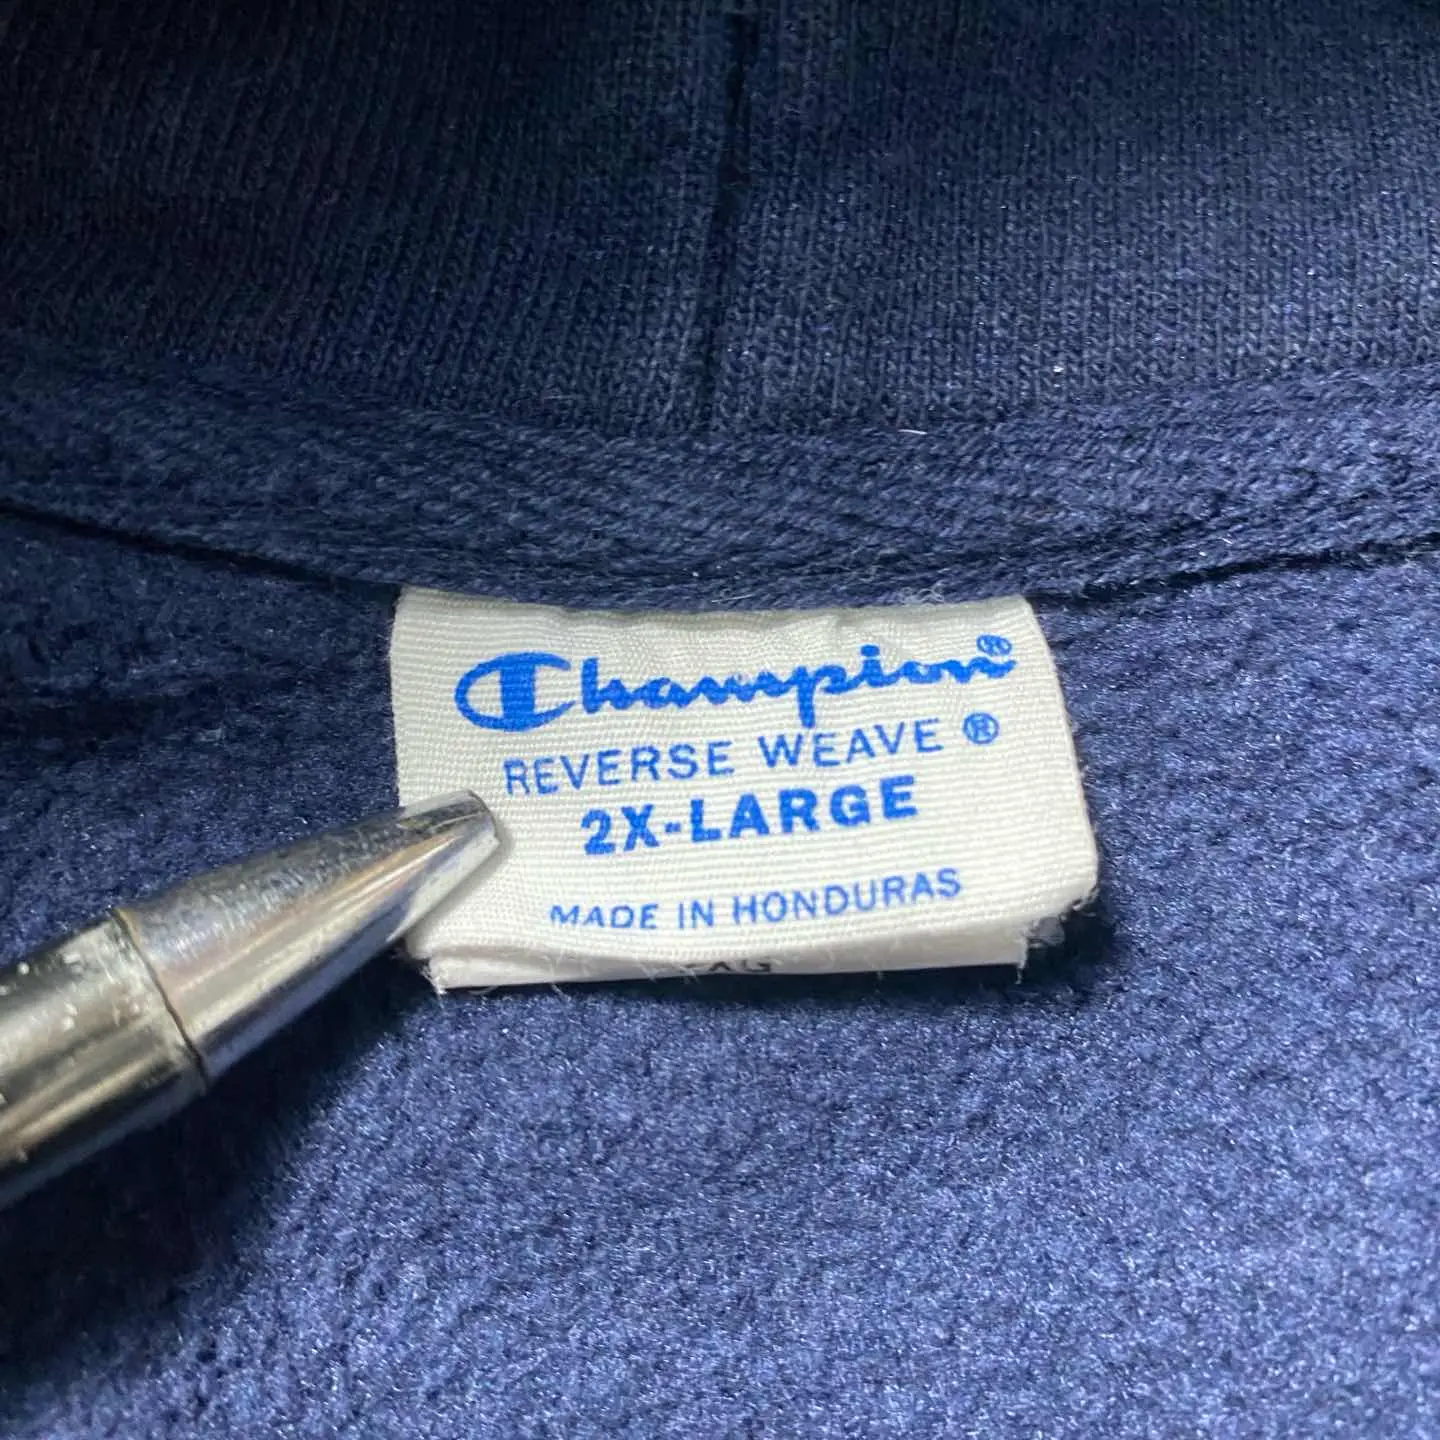 Champion®
REVERSE WEAVE ®
2X-LARGE
MADE IN HONDURAS